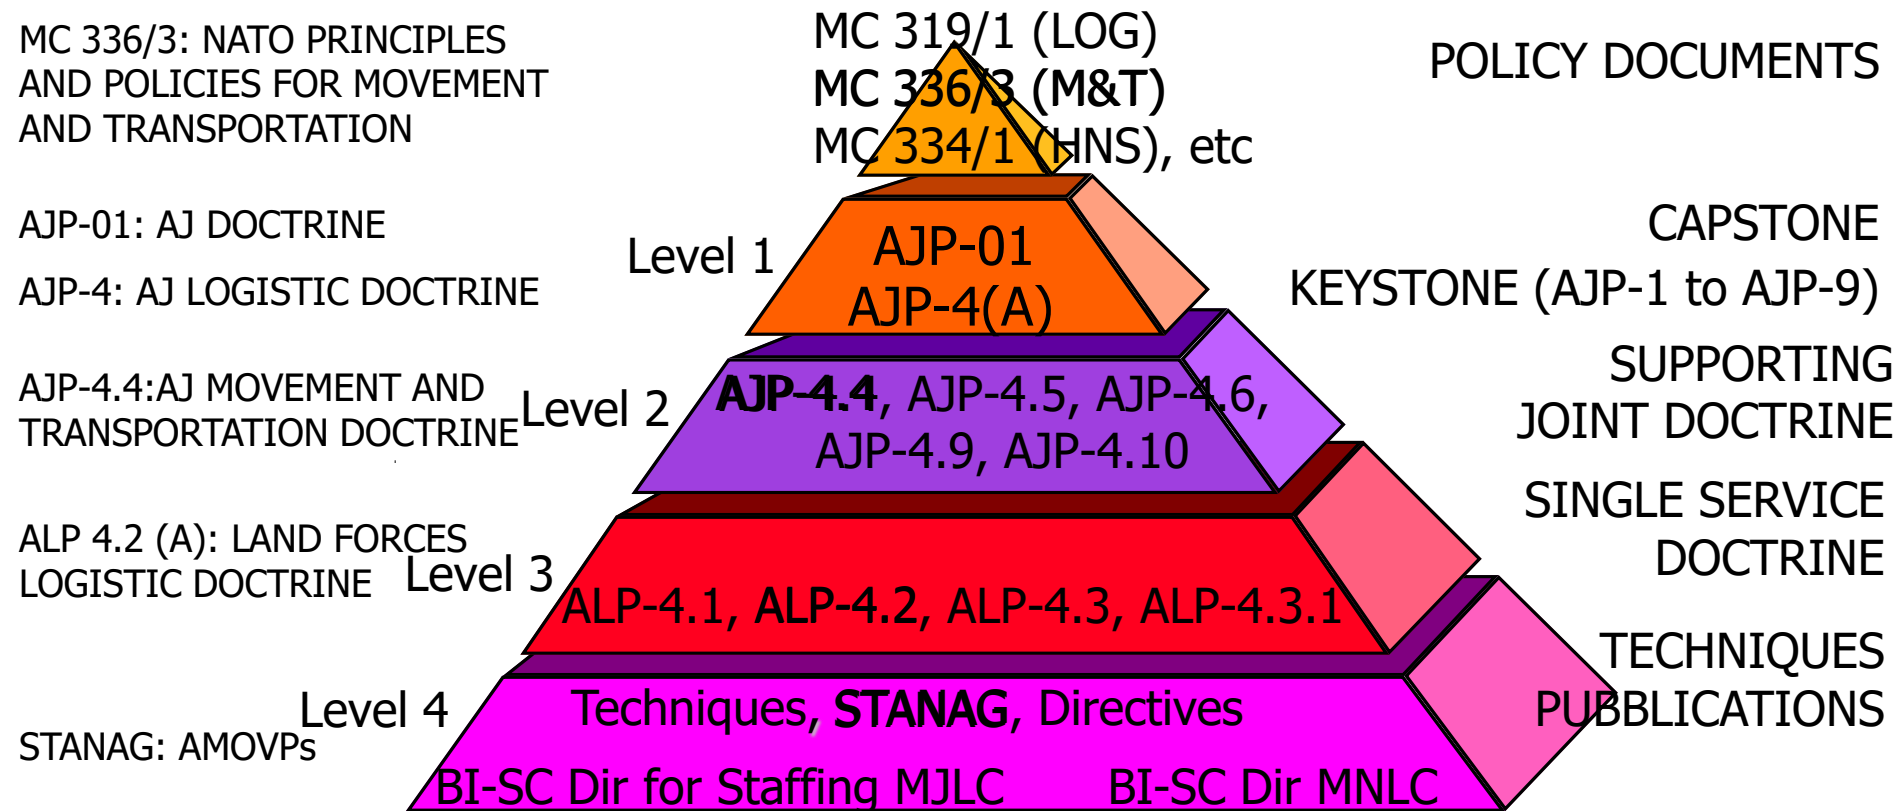 MC 336/3: NATO PRINCIPLES
AND POLICIES FOR MOVEMENT
AND TRANSPORTATION
MC 319/1 (LOG)
MC 336/3 (M&T)
MC 334/1 (HNS), etc
POLICY DOCUMENTS
AJP-01: AJ DOCTRINE
AJP-4: AJ LOGISTIC DOCTRINE
Level 1
AJP-01
AJP-4(A)
CAPSTONE
KEYSTONE (AJP-1 to AJP-9)
AJP-4.4:AJ MOVEMENT AND
TRANSPORTATION DOCTRINE
Level 2
AJP-4.4, AJP-4.5, AJP-4.6,
AJP-4.9, AJP-4.10
SUPPORTING
JOINT DOCTRINE
ALP 4.2 (A): LAND FORCES
LOGISTIC DOCTRINE
Level 3
ALP-4.1, ALP-4.2, ALP-4.3, ALP-4.3.1
SINGLE SERVICE
DOCTRINE
Level 4
STANAG: AMOVPs
Techniques, STANAG, Directives
BI-SC Dir for Staffing MJLC BI-SC Dir MNLC
TECHNIQUES
PUBBLICATIONS